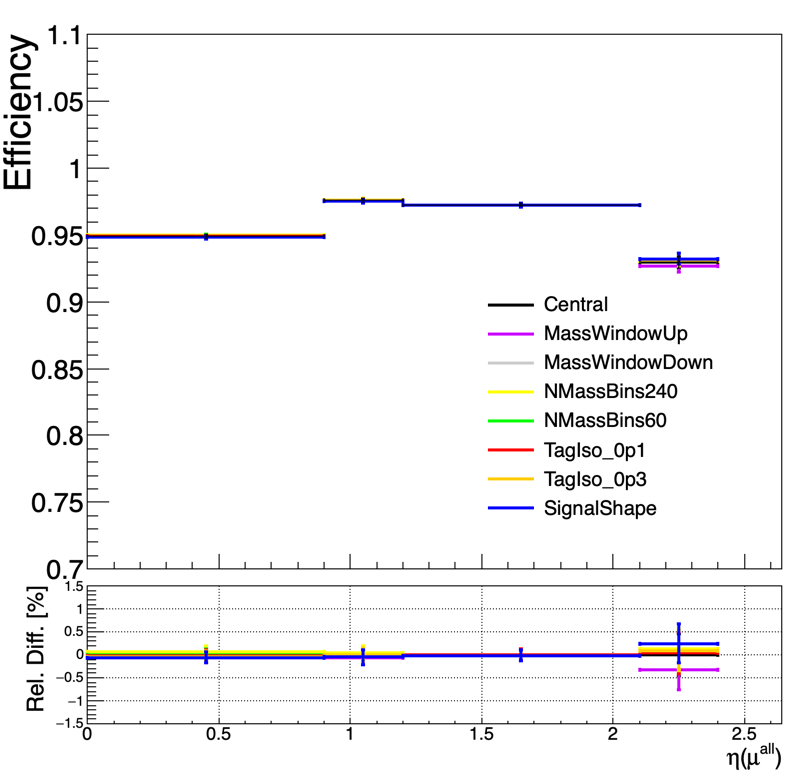 Efficiency
1.1
1.05
1
0.95
0.9
0.85
0.8
0.75
0.7
Central
MassWindowUp
MassWindowDown
NMassBins240
NMassBins60
TagIso_0p1
TagIso_0p3
SignalShape
Rel. Diff. [%]
1.5
1
0.5
0
−0.5
−1
−1.5
0 0.5 1 1.5 2 2.5
η(μ^all)